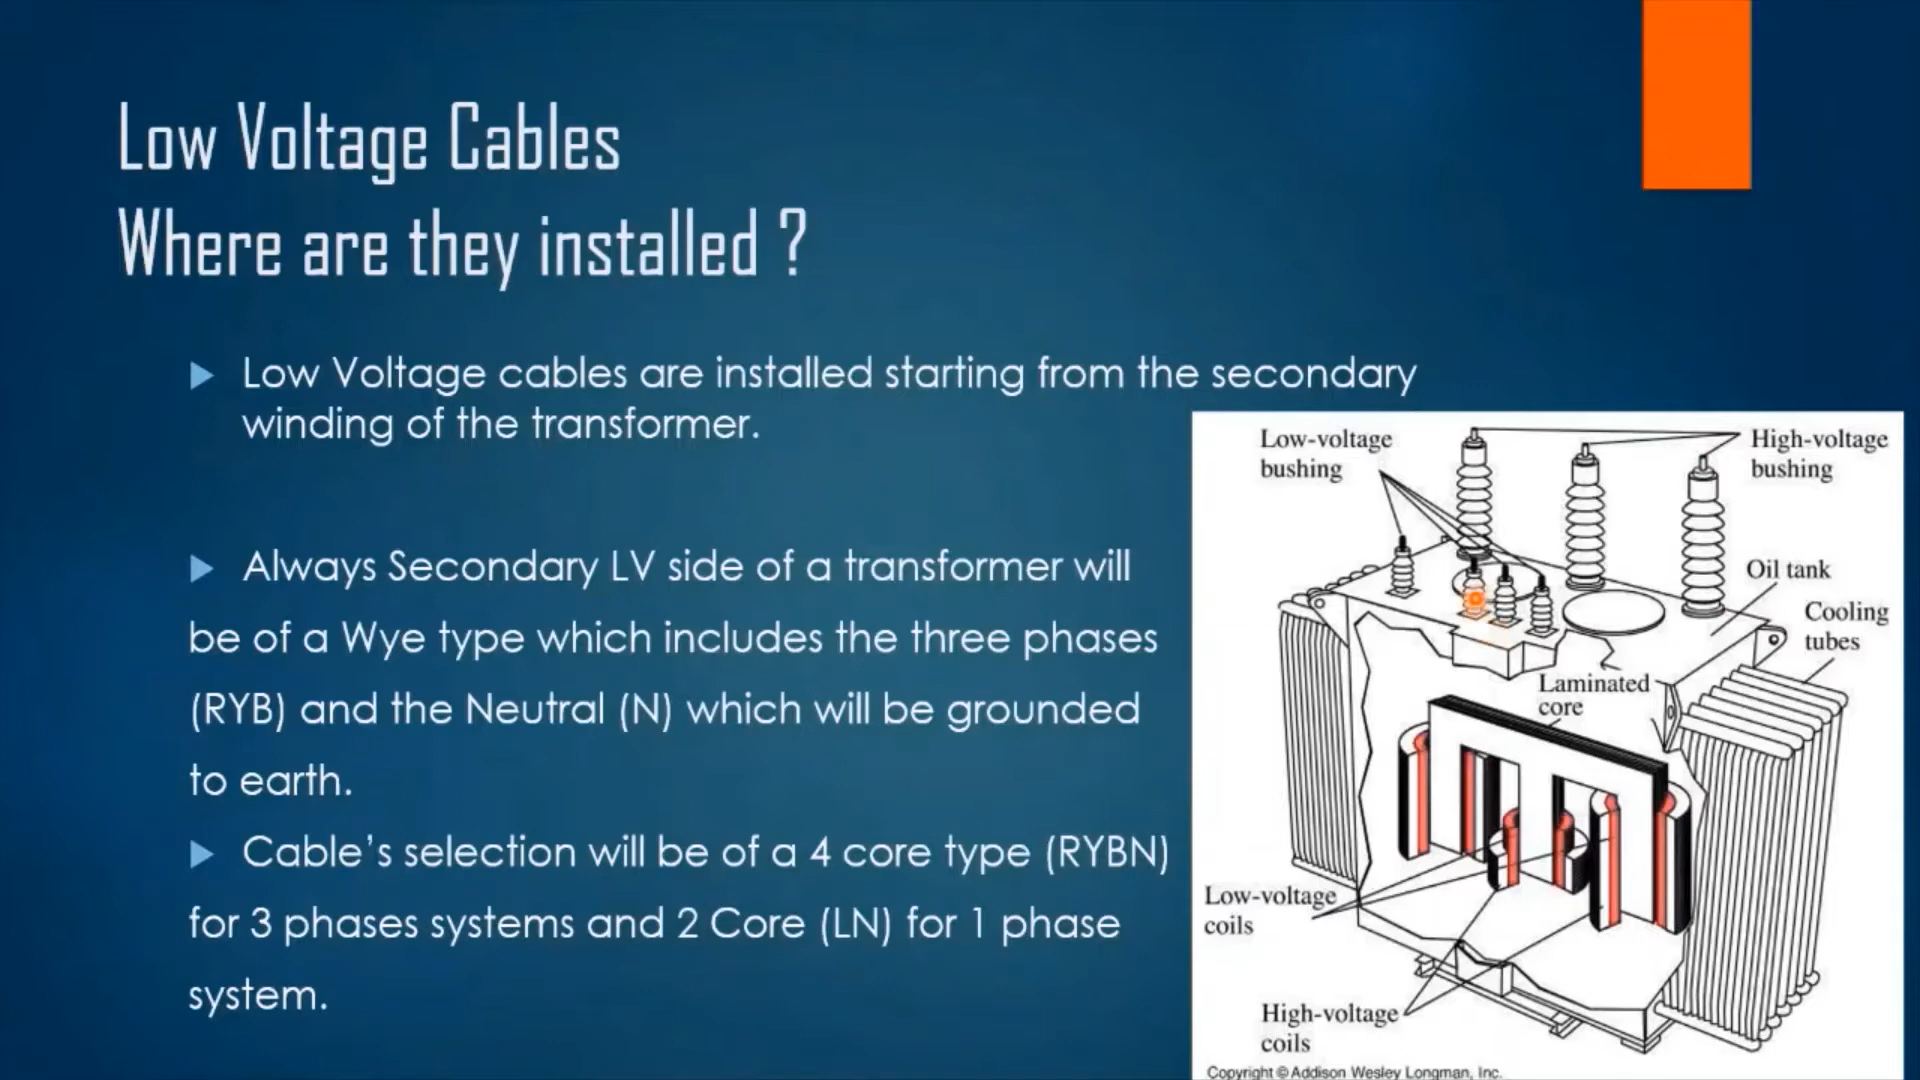 Low Voltage Cables
Where are they installed ?
Low Voltage cables are installed starting from the secondary
winding of the transformer.
Always Secondary LV side of a transformer will
be of a Wye type which includes the three phases
(RYB) and the Neutral (N) which will be grounded
to earth.
Cable's selection will be of a 4 core type (RYBN)
for 3 phases systems and 2 Core (LN) for 1 phase
system.
Low-voltage
bushing
High-voltage
bushing
Oil tank
Cooling
tubes
Laminated
core
Low-voltage
coils
High-voltage
coils
Copyright © Addison Wesley Longman, Inc.